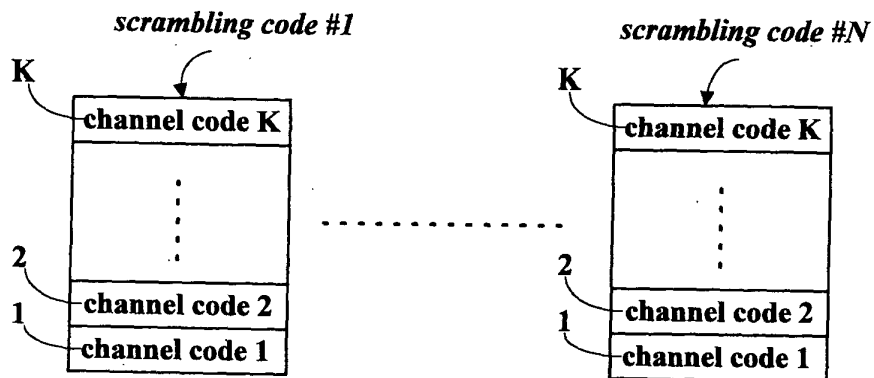 scrambling code #1
K
channel code K
2
channel code 2
1
channel code 1
scrambling code #N
K
channel code K
2
channel code 2
1
channel code 1